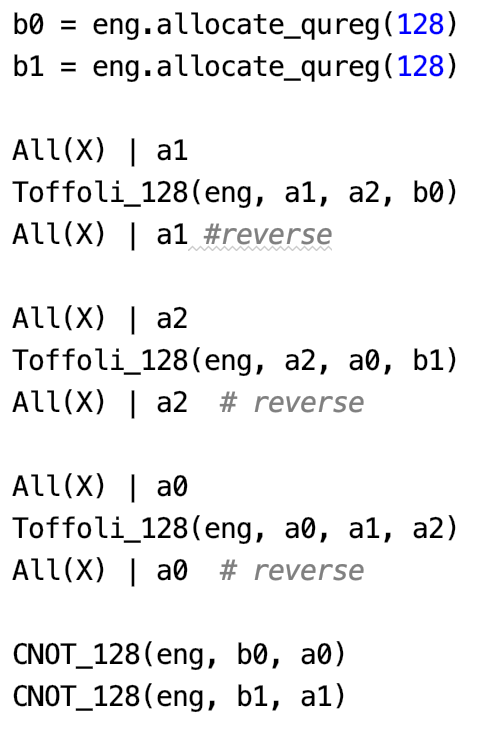 b0 = eng.allocate_qureg(128)
b1 = eng.allocate_qureg(128)
All(X) | a1
Toffoli_128(eng, a1, a2, b0)
All(X) | a1 #reverse
All(X) | a2
Toffoli_128(eng, a2, a0, b1)
All(X) | a2  # reverse
All(X) | a0
Toffoli_128(eng, a0, a1, a2)
All(X) | a0  # reverse
CNOT_128(eng, b0, a0)
CNOT_128(eng, b1, a1)